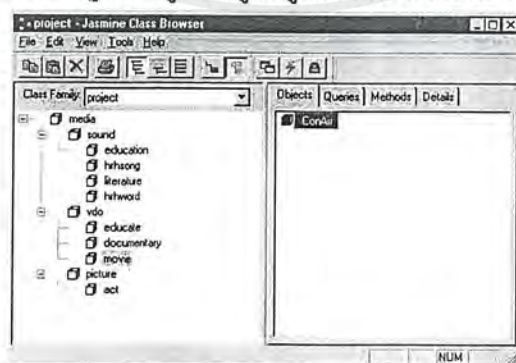 project - Jasmine Class Browser
File Edit View Tools Help
Class Family: project
Objects Queries Methods Details
media
sound
education
hrhsong
literature
hrhword
vdo
educate
documentary
movie
picture
act
ConAir
NUM